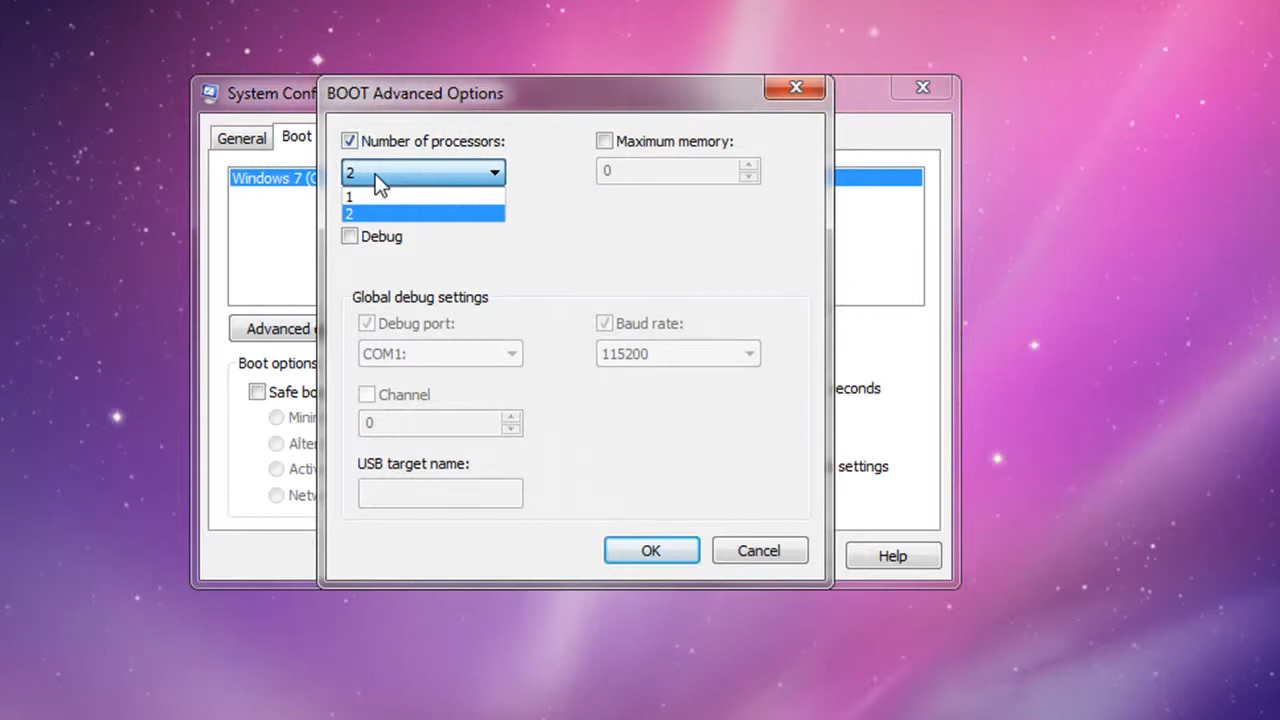 System Conf
BOOT Advanced Options
General
Boot
Windows 7 (C
Advanced o
Boot options
Safe bo
Minir
Alter
Activ
Netw
Number of processors:
2
1
2
Debug
Maximum memory:
0
Global debug settings
Debug port:
COM1:
Baud rate:
115200
Channel
0
USB target name:
OK
Cancel
econds
settings
Help